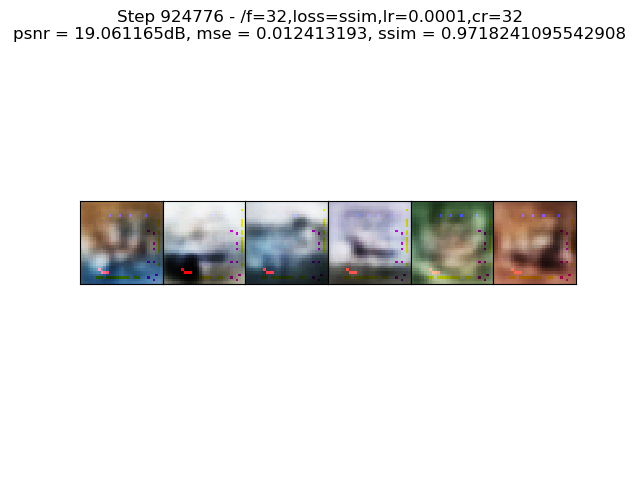 Step 924776 - /f=32,loss=ssim,lr=0.0001,cr=32
psnr = 19.061165dB, mse = 0.012413193, ssim = 0.9718241095542908